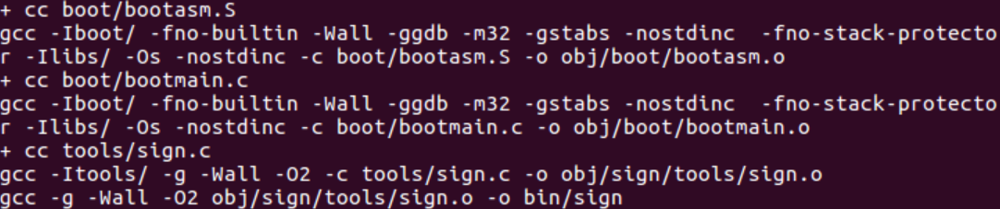 + cc boot/bootasm.S
gcc -Iboot/ -fno-builtin -Wall -ggdb -m32 -gstabs -nostdinc  -fno-stack-protecto
r -Ilibs/ -Os -nostdinc -c boot/bootasm.S -o obj/boot/bootasm.o
+ cc boot/bootmain.c
gcc -Iboot/ -fno-builtin -Wall -ggdb -m32 -gstabs -nostdinc  -fno-stack-protecto
r -Ilibs/ -Os -nostdinc -c boot/bootmain.c -o obj/boot/bootmain.o
+ cc tools/sign.c
gcc -Itools/ -g -Wall -O2 -c tools/sign.c -o obj/sign/tools/sign.o
gcc -g -Wall -O2 obj/sign/tools/sign.o -o bin/sign